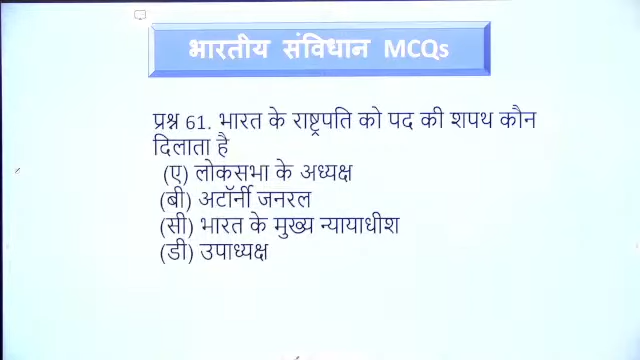 भारतीय संविधान MCQs
प्रश्न 61. भारत के राष्ट्रपति को पद की शपथ कौन
दिलाता है
(ए) लोकसभा के अध्यक्ष
(बी) अटॉर्नी जनरल
(सी) भारत के मुख्य न्यायाधीश
(डी) उपाध्यक्ष